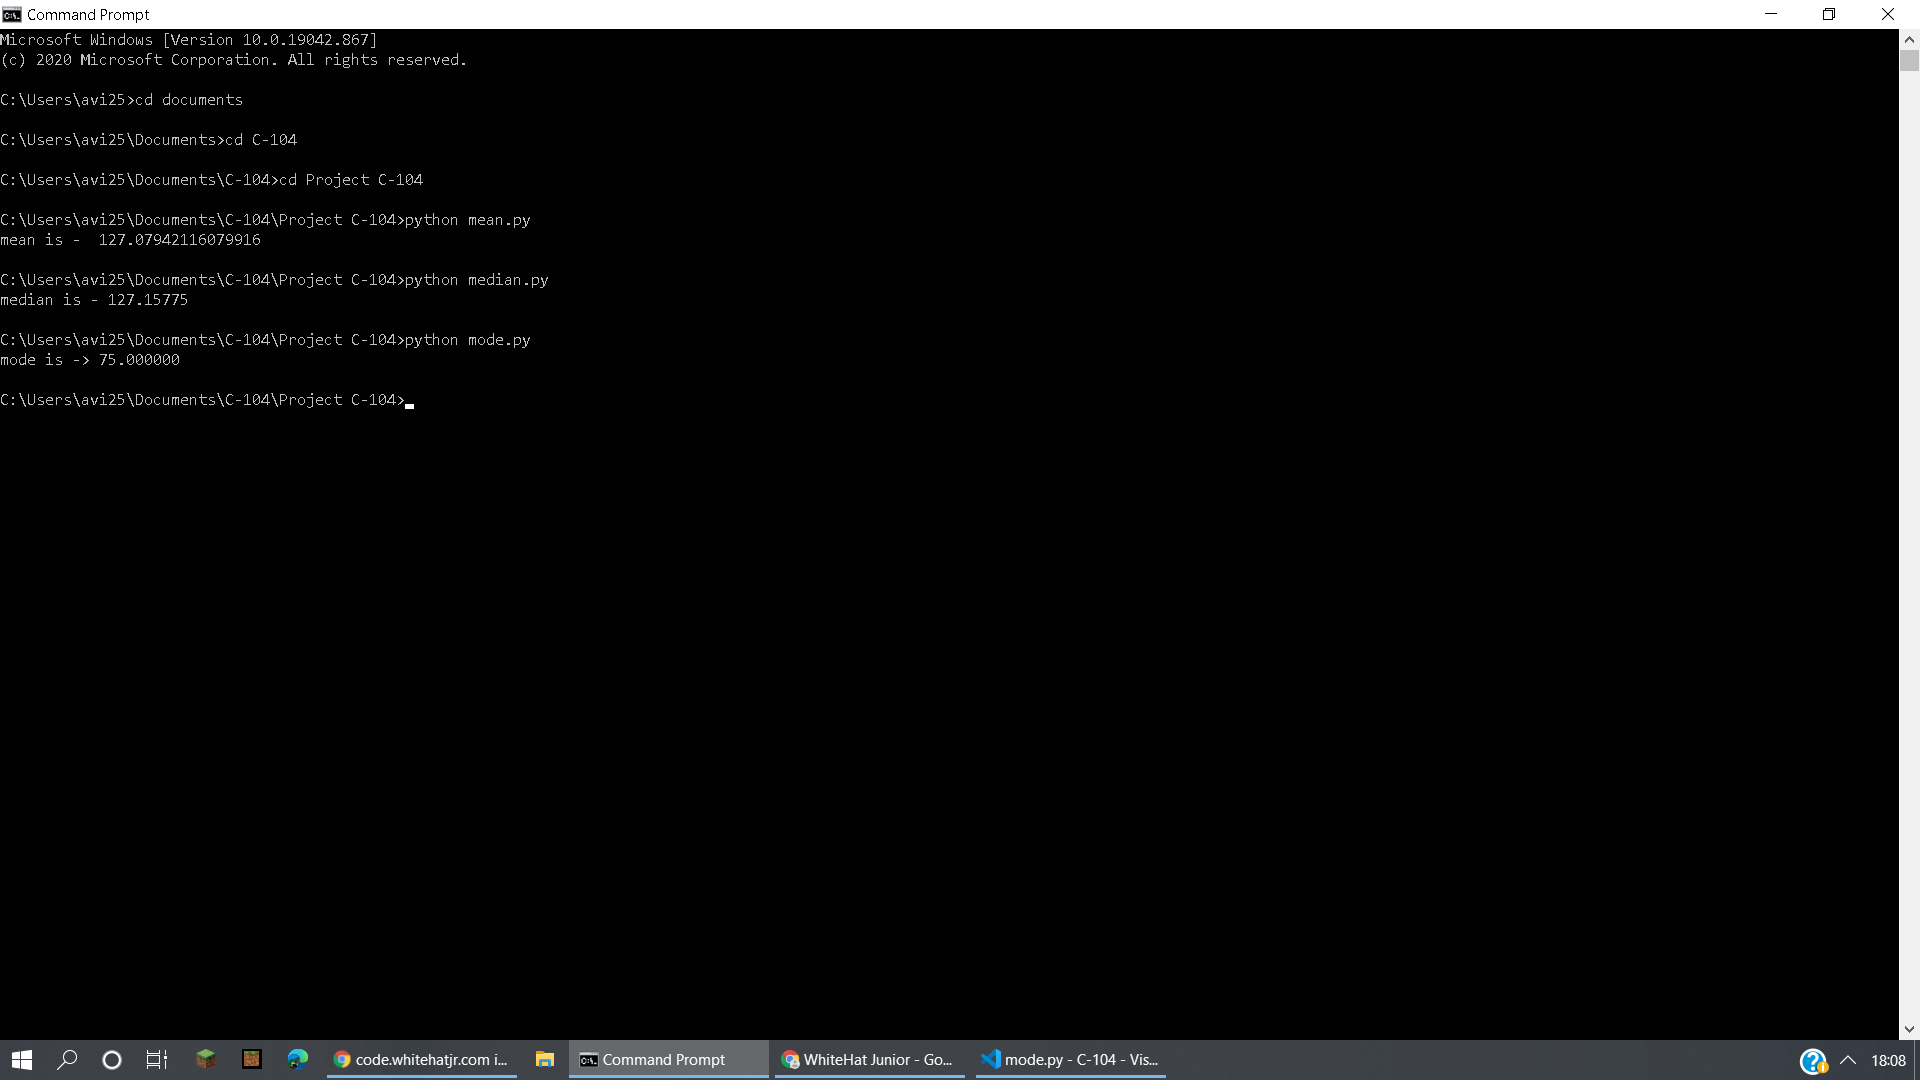 Command Prompt
Microsoft Windows [Version 10.0.19042.867]
(c) 2020 Microsoft Corporation. All rights reserved.
C:\Users\avi25>cd documents
C:\Users\avi25\Documents>cd C-104
C:\Users\avi25\Documents\C-104>cd Project C-104
C:\Users\avi25\Documents\C-104\Project C-104>python mean.py
mean is -  127.07942116079916
C:\Users\avi25\Documents\C-104\Project C-104>python median.py
median is - 127.15775
C:\Users\avi25\Documents\C-104\Project C-104>python mode.py
mode is -> 75.000000
C:\Users\avi25\Documents\C-104\Project C-104>
code.whitehatjr.com i... Command Prompt WhiteHat Junior - Go... mode.py - C-104 - Vis... 18:08